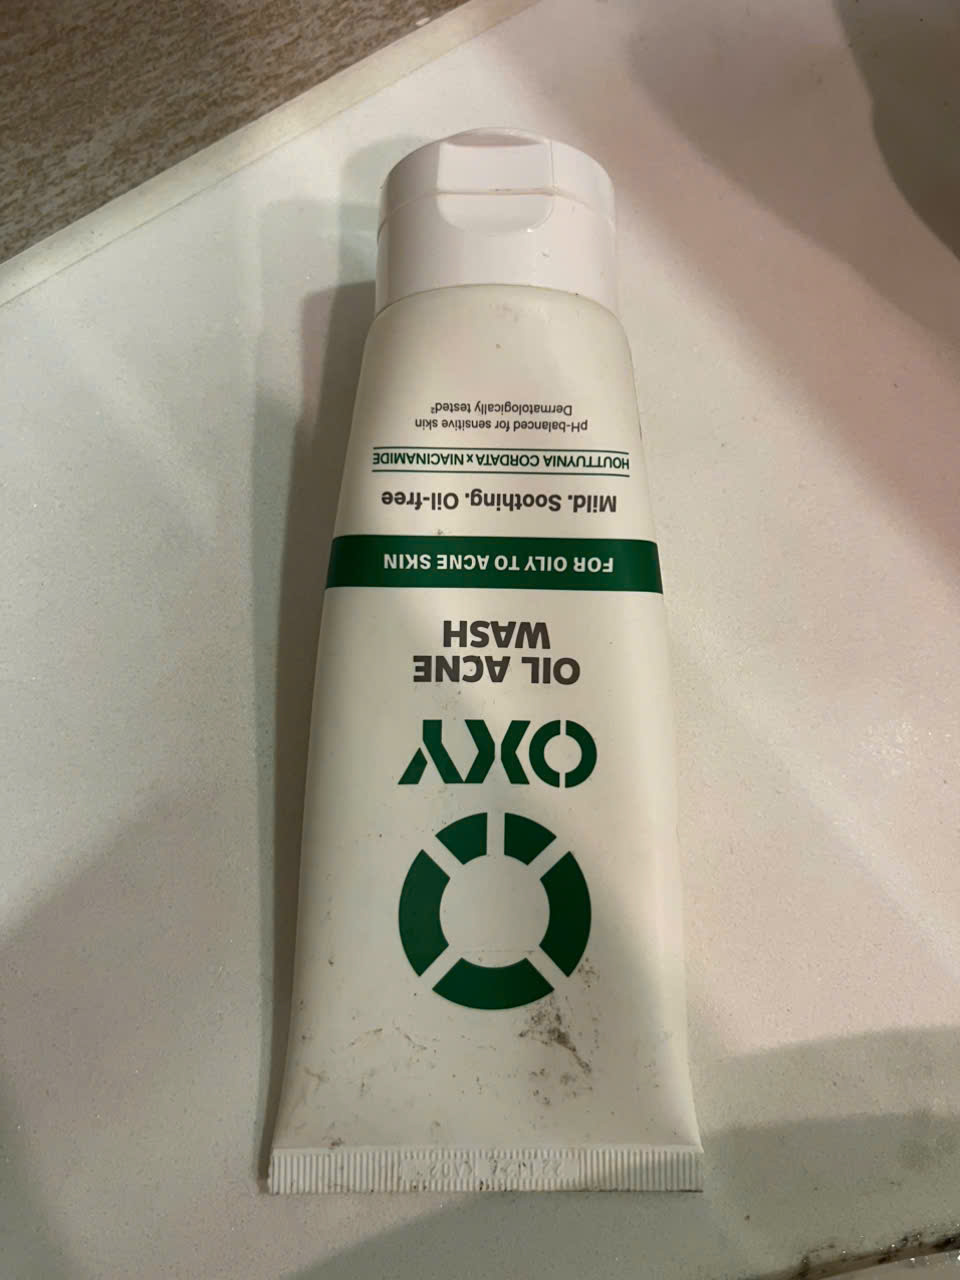 OXY
OIL ACNE
WASH
FOR OILY TO ACNE SKIN
Mild. Soothing. Oil-free
HOUTTUYNIA CORDATA x NIACINAMIDE
pH-balanced for sensitive skin
Dermatologically tested²